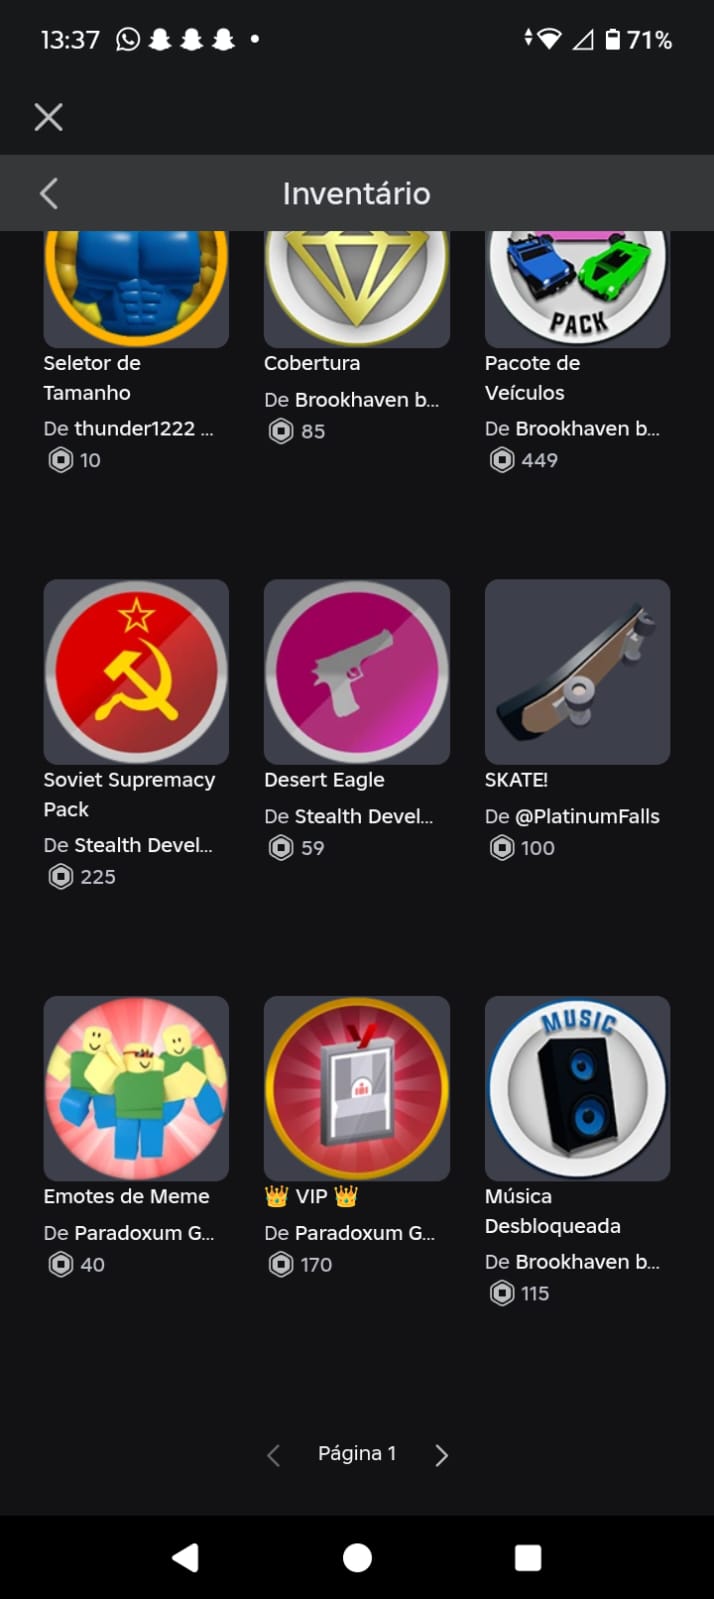 13:37
71%
Inventário
PACK
Seletor de
Tamanho
De thunder1222 ...
10
Cobertura
De Brookhaven b...
85
Pacote de
Veículos
De Brookhaven b...
449
Soviet Supremacy
Pack
De Stealth Devel...
225
Desert Eagle
De Stealth Devel...
59
SKATE!
De @PlatinumFalls
100
Emotes de Meme
De Paradoxum G...
40
👑 VIP 👑
De Paradoxum G...
170
MUSIC
Música
Desbloqueada
De Brookhaven b...
115
Página 1